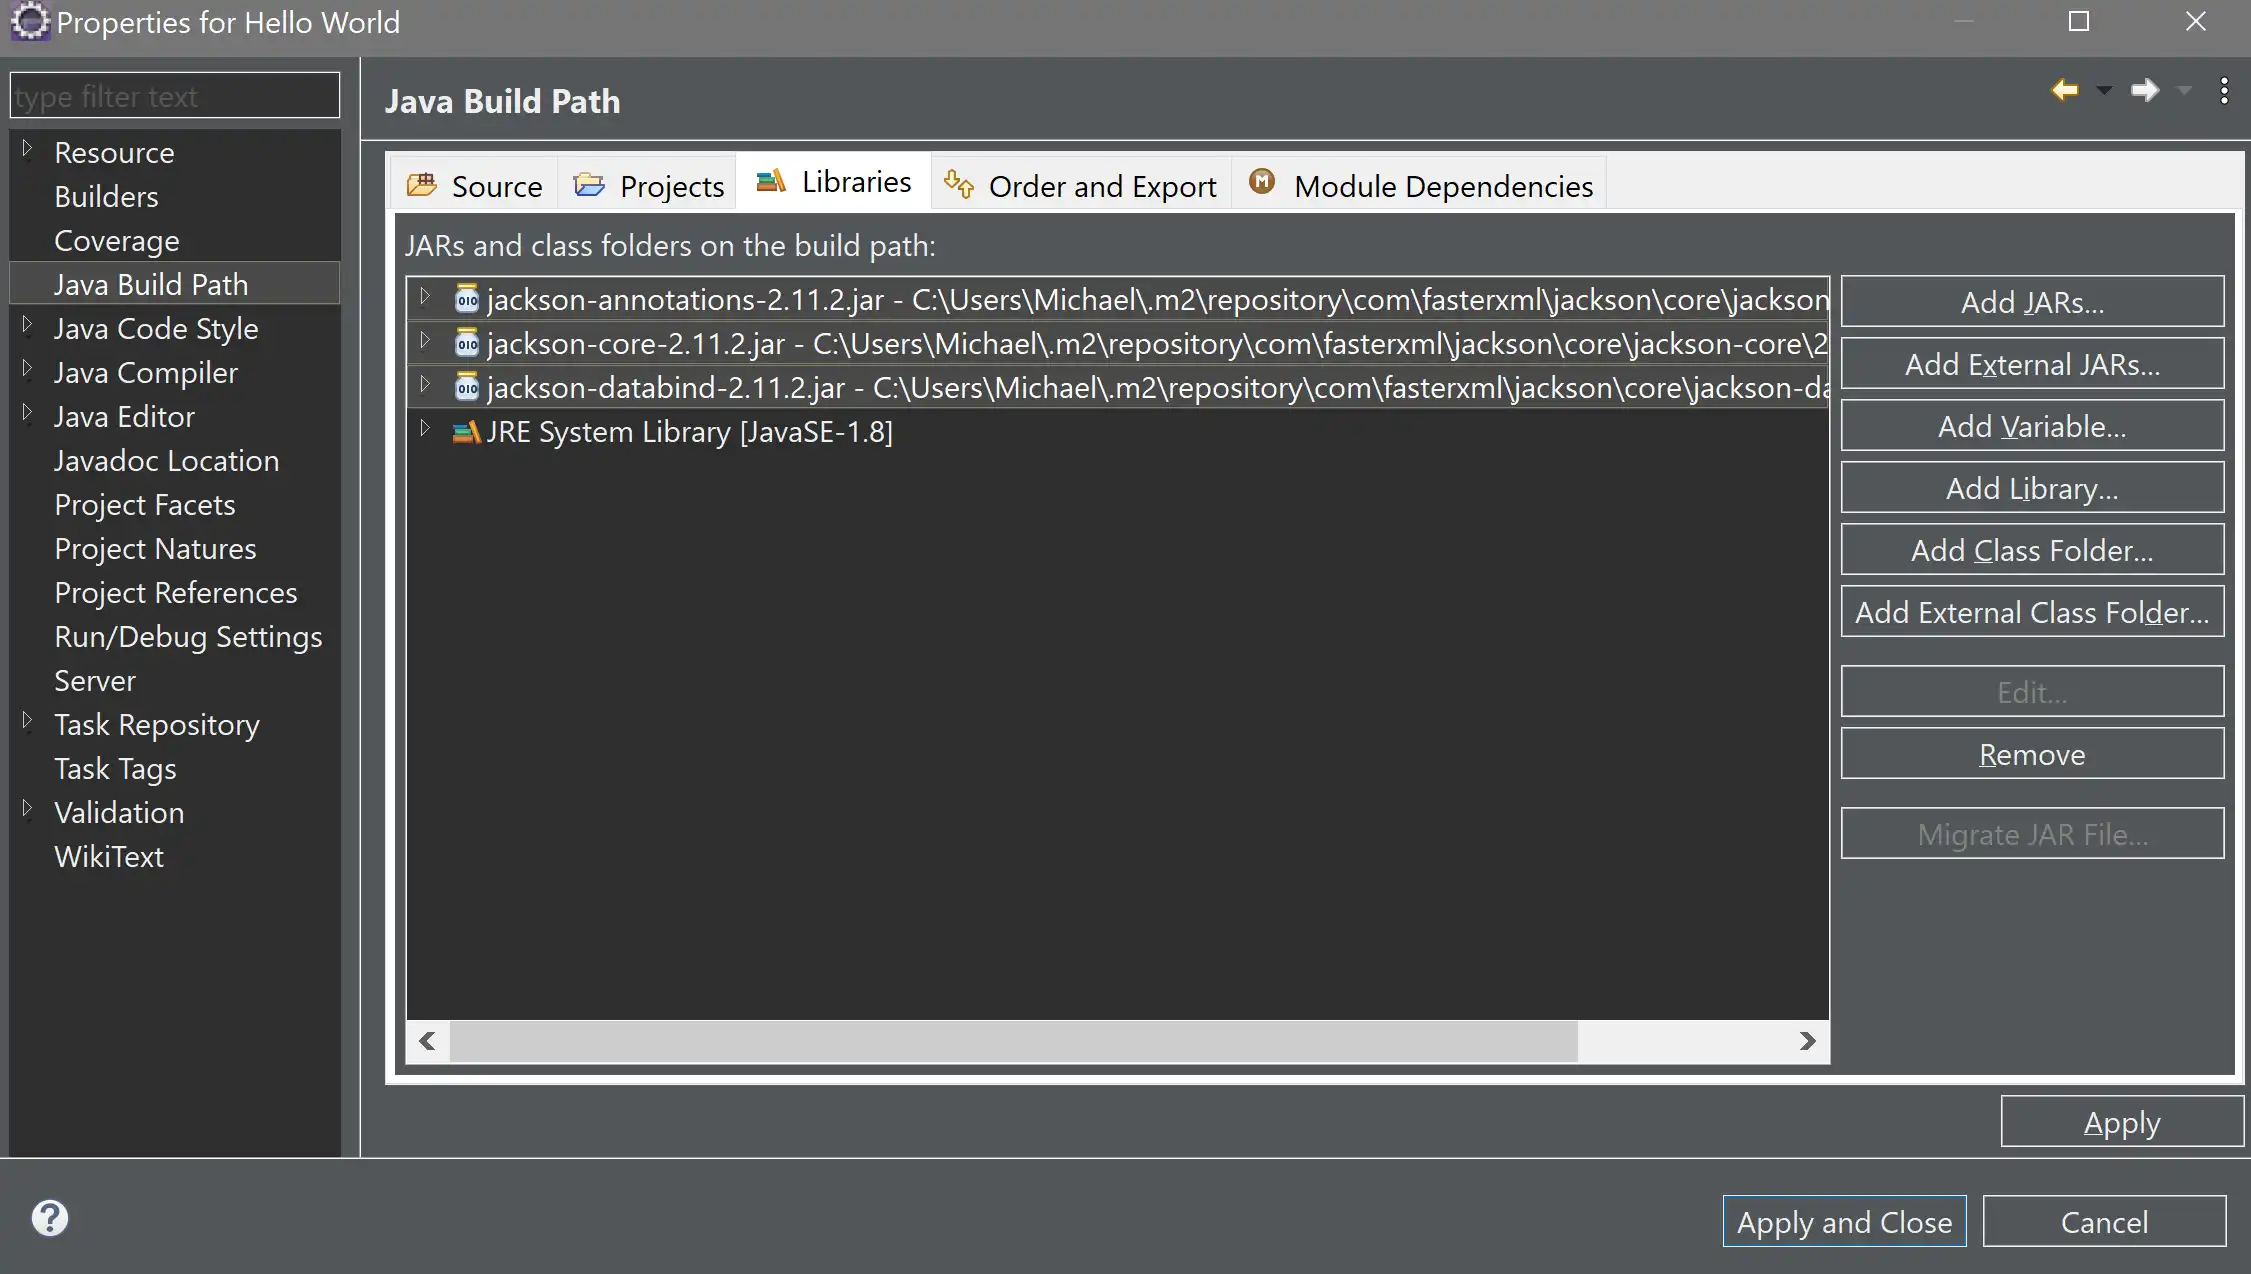 Properties for Hello World
type filter text
Resource
Builders
Coverage
Java Build Path
Java Code Style
Java Compiler
Java Editor
Javadoc Location
Project Facets
Project Natures
Project References
Run/Debug Settings
Server
Task Repository
Task Tags
Validation
WikiText
Java Build Path
Source Projects Libraries Order and Export Module Dependencies
JARs and class folders on the build path:
jackson-annotations-2.11.2.jar - C:\Users\Michael\.m2\repository\com\fasterxml\jackson\core\jackson
jackson-core-2.11.2.jar - C:\Users\Michael\.m2\repository\com\fasterxml\jackson\core\jackson-core\2
jackson-databind-2.11.2.jar - C:\Users\Michael\.m2\repository\com\fasterxml\jackson\core\jackson-da
JRE System Library [JavaSE-1.8]
Add JARs...
Add External JARs...
Add Variable...
Add Library...
Add Class Folder...
Add External Class Folder...
Edit...
Remove
Migrate JAR File...
Apply
Apply and Close
Cancel